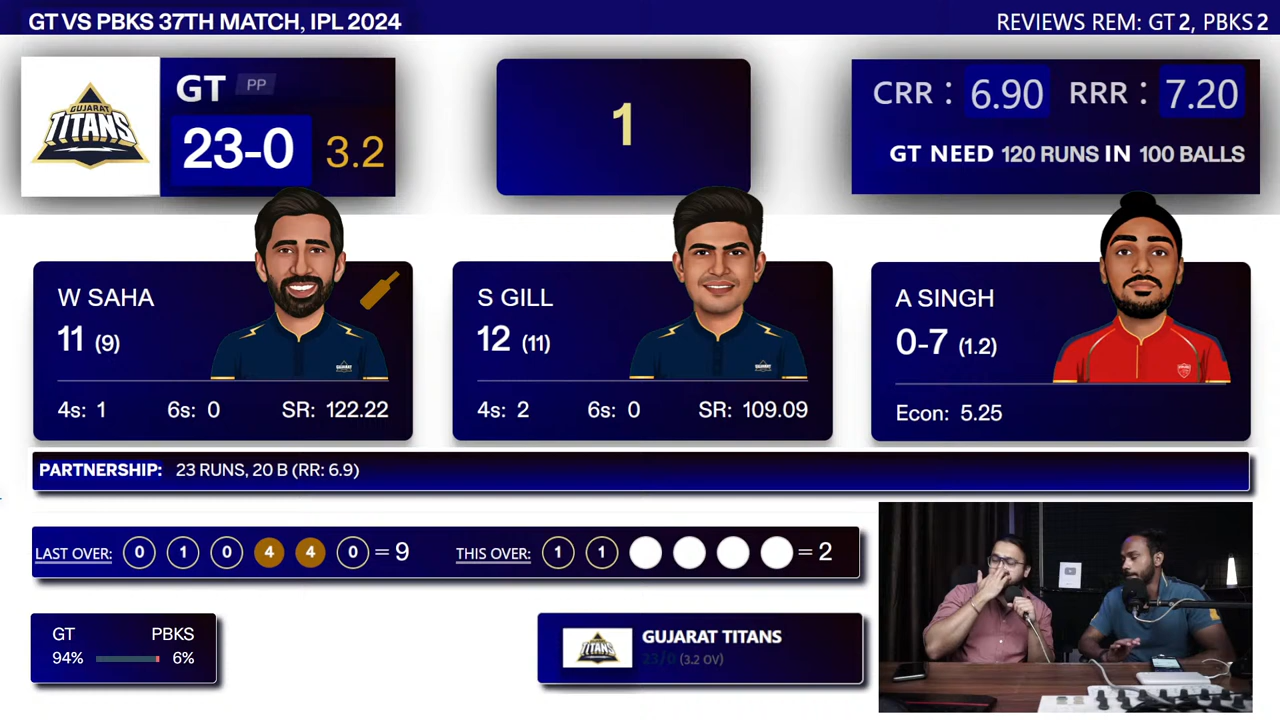 GT VS PBKS 37TH MATCH, IPL 2024
REVIEWS REM: GT 2, PBKS 2
GUJARAT
TITANS
GT PP
23-0 3.2
1
CRR : 6.90 RRR : 7.20
GT NEED 120 RUNS IN 100 BALLS
W SAHA
11 (9)
4s: 1 6s: 0 SR: 122.22
S GILL
12 (11)
4s: 2 6s: 0 SR: 109.09
A SINGH
0-7 (1.2)
Econ: 5.25
PARTNERSHIP: 23 RUNS, 20 B (RR: 6.9)
LAST OVER: 0 1 0 4 4 0 = 9
THIS OVER: 1 1 = 2
GT PBKS
94% 6%
TITANS
GUJARAT TITANS
23/0 (3.2 OV)